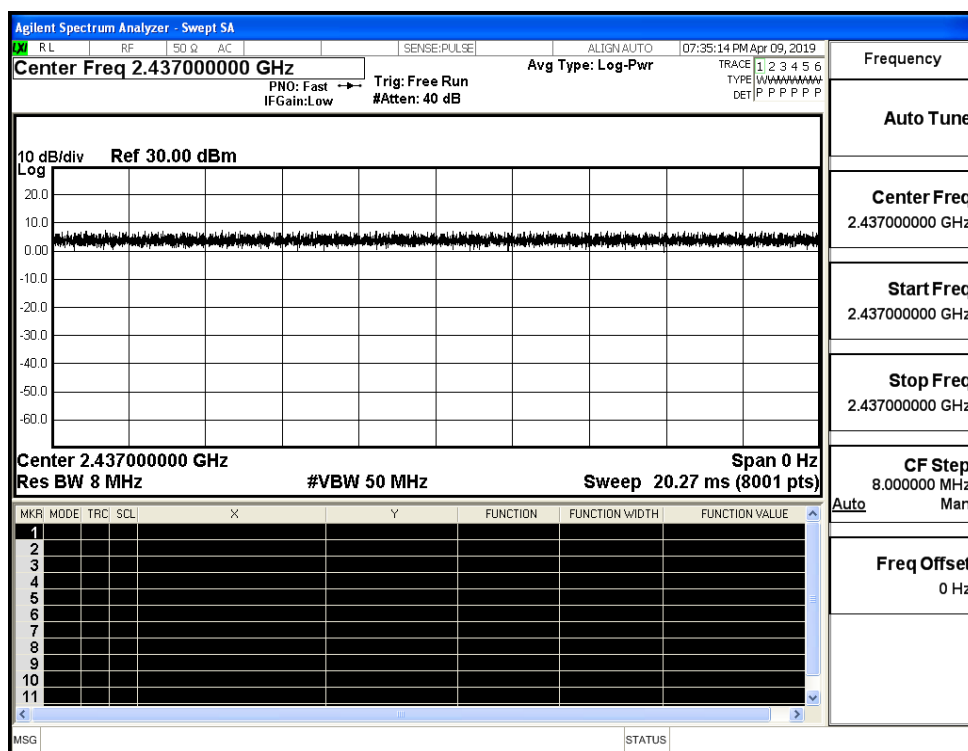 Agilent Spectrum Analyzer - Swept SA
LXI RL RF 50 Ω AC SENSE:PULSE ALIGN AUTO 07:35:14 PM Apr 09, 2019
Center Freq 2.437000000 GHz
PNO: Fast
IFGain:Low
Trig: Free Run
#Atten: 40 dB
Avg Type: Log-Pwr
TRACE 1 2 3 4 5 6
TYPE WWWWWW
DET P P P P P P
10 dB/div Ref 30.00 dBm
Log
20.0
10.0
0.00
-10.0
-20.0
-30.0
-40.0
-50.0
-60.0
Center 2.437000000 GHz Span 0 Hz
Res BW 8 MHz #VBW 50 MHz Sweep 20.27 ms (8001 pts)
MKR MODE TRC SCL X Y FUNCTION FUNCTION WIDTH FUNCTION VALUE
1
2
3
4
5
6
7
8
9
10
11
MSG STATUS
Frequency
Auto Tune
Center Freq
2.437000000 GHz
Start Freq
2.437000000 GHz
Stop Freq
2.437000000 GHz
CF Step
8.000000 MHz
Auto Man
Freq Offset
0 Hz